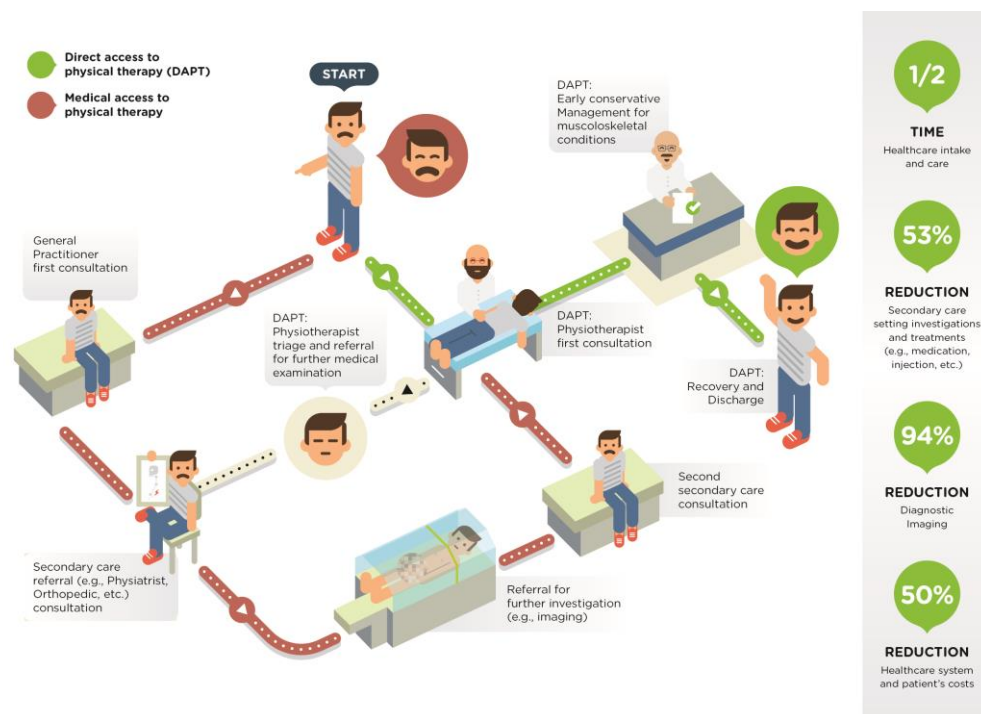 Direct access to
physical therapy (DAPT)
Medical access to
physical therapy
START
DAPT:
Early conservative
Management for
muscoloskeletal
conditions
General
Practitioner
first consultation
DAPT:
Physiotherapist
triage and referral
for further medical
examination
DAPT:
Physiotherapist
first consultation
DAPT:
Recovery and
Discharge
Second
secondary care
consultation
Secondary care
referral (e.g., Physiatrist,
Orthopedic, etc.)
consultation
Referral for
further investigation
(e.g., imaging)
1/2
TIME
Healthcare intake
and care
53%
REDUCTION
Secondary care
setting investigations
and treatments
(e.g., medication,
injection, etc.)
94%
REDUCTION
Diagnostic
Imaging
50%
REDUCTION
Healthcare system
and patient's costs